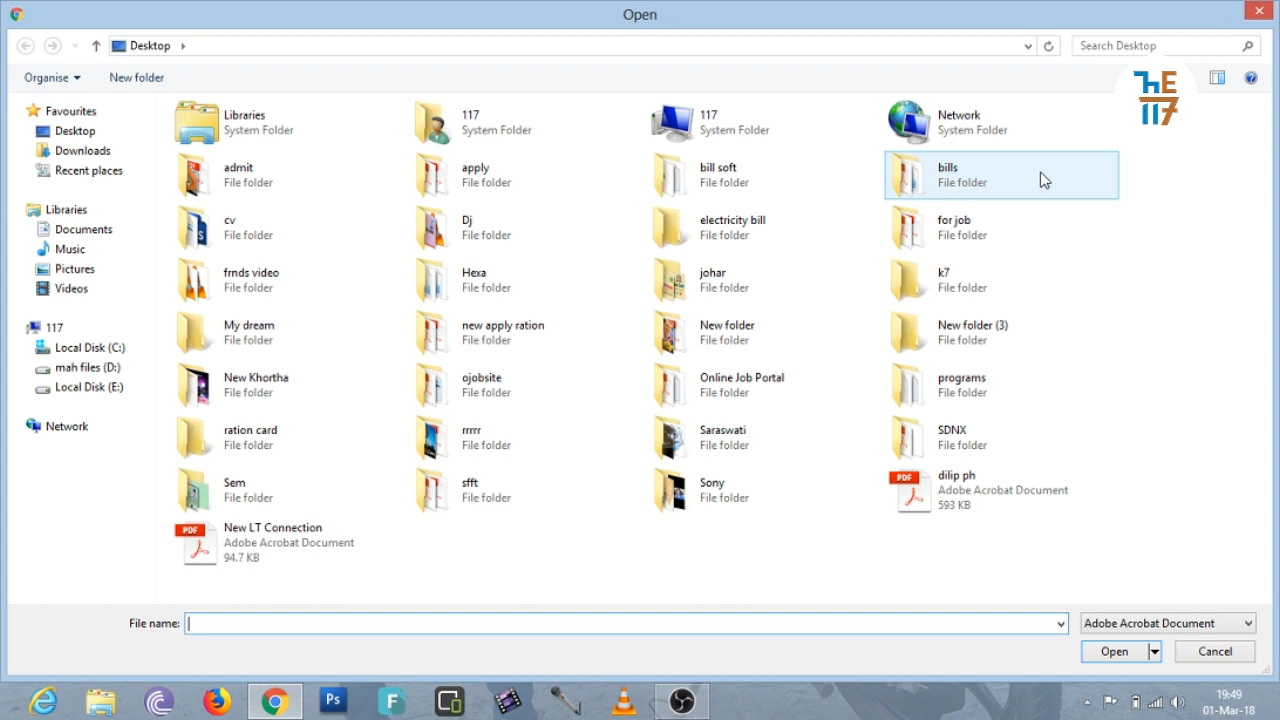 Open
Desktop
Search Desktop
Organise
New folder
hE
117
Favourites
Desktop
Downloads
Recent places
Libraries
Documents
Music
Pictures
Videos
117
Local Disk (C:)
mah files (D:)
Local Disk (E:)
Network
Libraries
System Folder
117
System Folder
117
System Folder
Network
System Folder
admit
File folder
apply
File folder
bill soft
File folder
bills
File folder
cv
File folder
Dj
File folder
electricity bill
File folder
for job
File folder
frnds video
File folder
Hexa
File folder
johar
File folder
k7
File folder
My dream
File folder
new apply ration
File folder
New folder
File folder
New folder (3)
File folder
New Khortha
File folder
ojobsite
File folder
Online Job Portal
File folder
programs
File folder
ration card
File folder
rrrrr
File folder
Saraswati
File folder
SDNX
File folder
Sem
File folder
sfft
File folder
Sony
File folder
PDF
dilip ph
Adobe Acrobat Document
593 KB
PDF
New LT Connection
Adobe Acrobat Document
94.7 KB
File name:
Adobe Acrobat Document
Open
Cancel
Ps
F
19:49
01-Mar-18